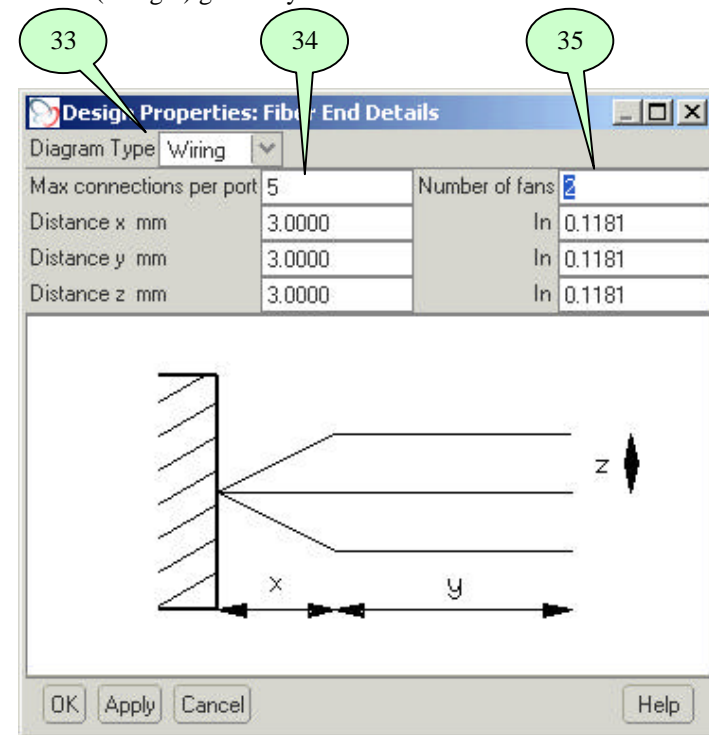 33 34 35
Design Properties: Fiber End Details
Diagram Type Wiring
Max connections per port 5 Number of fans 2
Distance x mm 3.0000 In 0.1181
Distance y mm 3.0000 In 0.1181
Distance z mm 3.0000 In 0.1181
z
x y
OK Apply Cancel Help